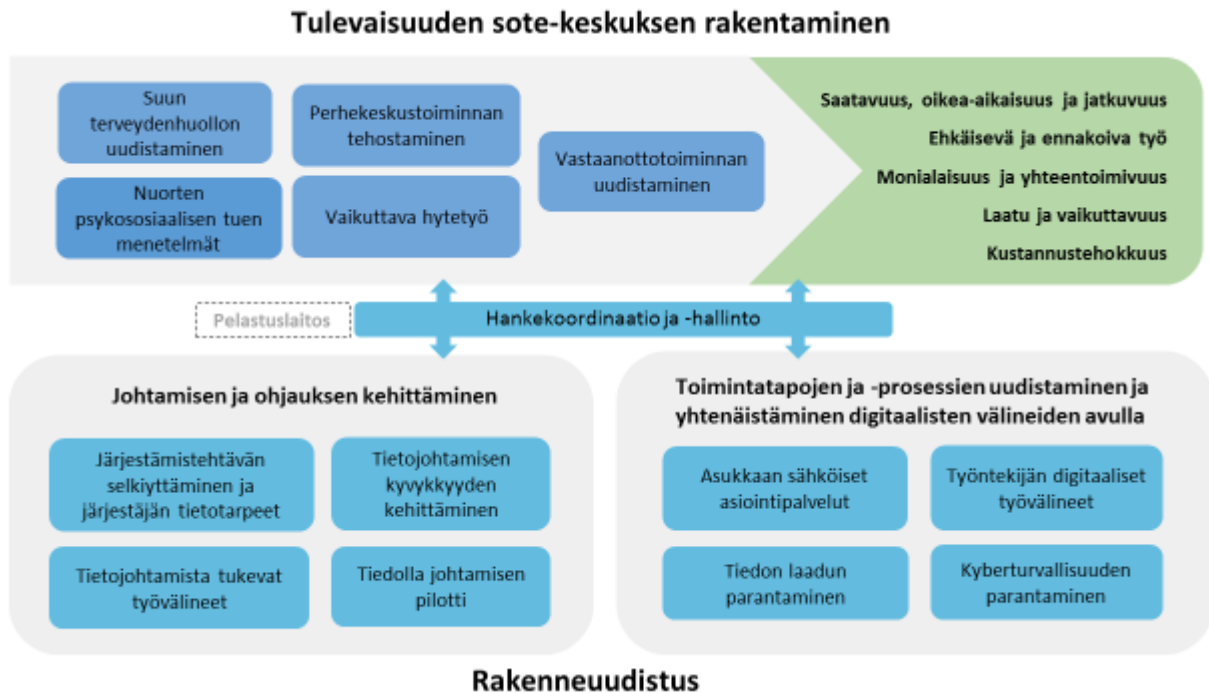 Tulevaisuuden sote-keskuksen rakentaminen
Suun
terveydenhuollon
uudistaminen
Perhekeskustoiminnan
tehostaminen
Vastaanottotoiminnan
uudistaminen
Nuorten
psykososiaalisen tuen
menetelmät
Vaikuttava hytetyö
Saatavuus, oikea-aikaisuus ja jatkuvuus
Ehkäisevä ja ennakoiva työ
Monialaisuus ja yhteentoimivuus
Laatu ja vaikuttavuus
Kustannustehokkuus
Pelastuslaitos
Hankekoordinaatio ja -hallinto
Johtamisen ja ohjauksen kehittäminen
Järjestämistehtävän
selkiyttäminen ja
järjestäjän tietotarpeet
Tietojohtamisen
kyvykkyyden
kehittäminen
Tietojohtamista tukevat
työvälineet
Tiedolla johtamisen
pilotti
Toimintatapojen ja -prosessien uudistaminen ja
yhtenäistäminen digitaalisten välineiden avulla
Asukkaan sähköiset
asiointipalvelut
Työntekijän digitaaliset
työvälineet
Tiedon laadun
parantaminen
Kyberturvallisuuden
parantaminen
Rakenneuudistus